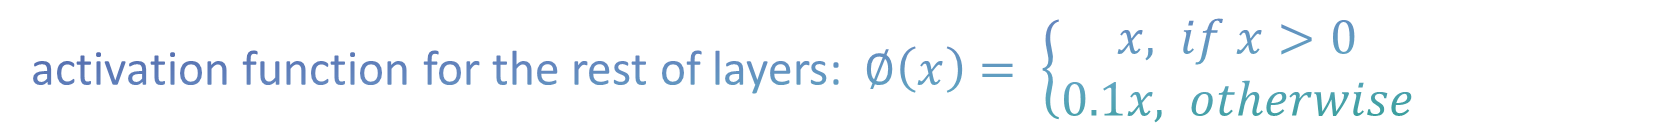 activation function for the rest of layers: ∅(x) = { x, if x > 0
0.1x, otherwise